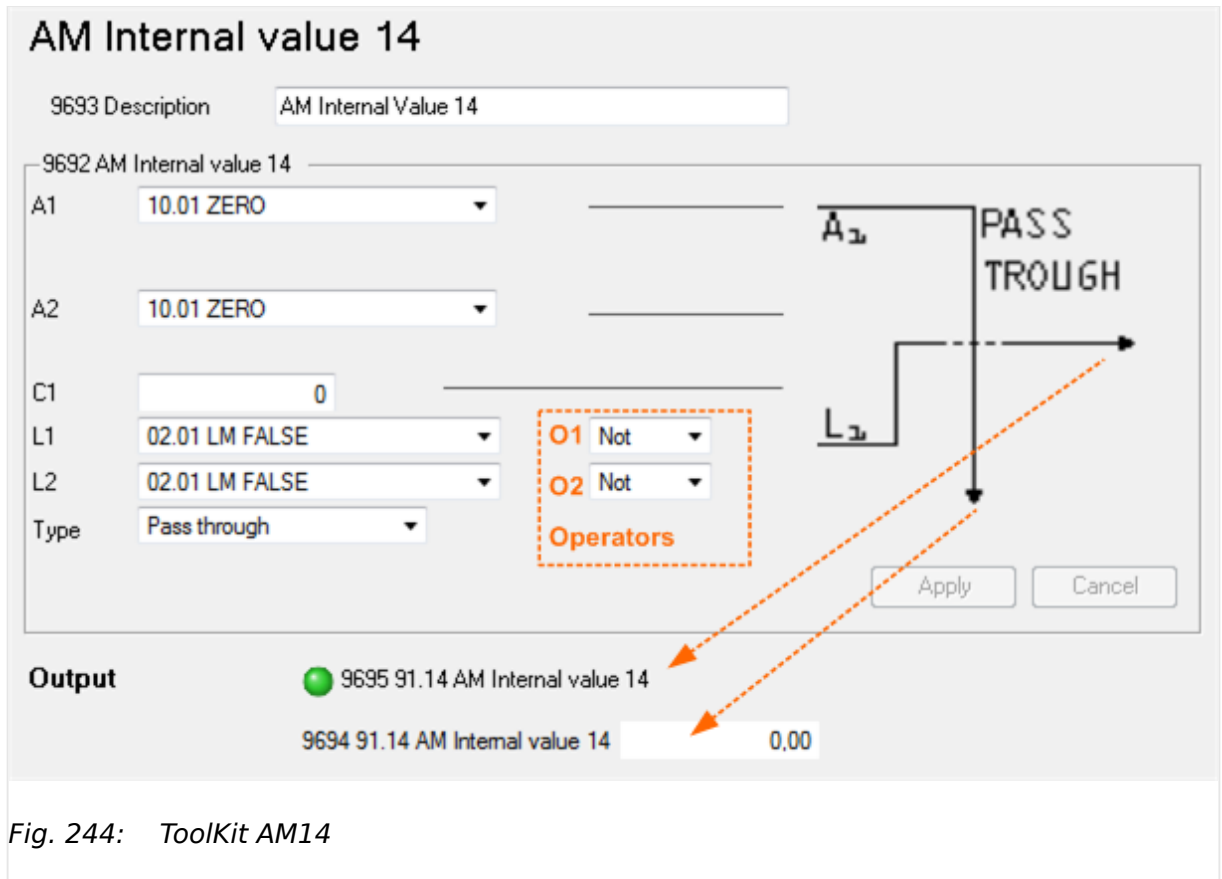 AM Internal value 14
9693 Description AM Internal Value 14
9692 AM Internal value 14
A1 10.01 ZERO
A1 PASS
TROUGH
A2 10.01 ZERO
C1 0
L1 02.01 LM FALSE O1 Not L1
L2 02.01 LM FALSE O2 Not
Type Pass through Operators
Apply Cancel
Output 9695 91.14 AM Internal value 14
9694 91.14 AM Internal value 14 0,00
Fig. 244: ToolKit AM14